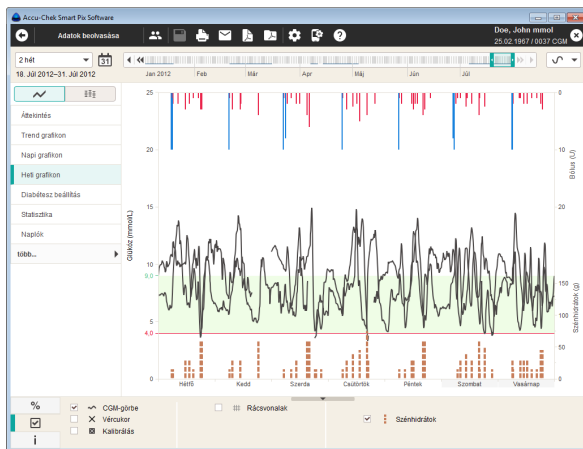 Accu-Chek Smart Pix Software
Adatok beolvasása
Doe, John mmol
25.02.1967 / 0037 CGM
2 hét
31
18. Júl 2012–31. Júl 2012
Jan 2012 Feb Már Apr Máj Jún Júl
Áttekintés
Trend grafikon
Napi grafikon
Heti grafikon
Diabétesz beállítás
Statisztika
Naplók
több...
Glükóz (mmol/L)
25
20
15
10
9,0
5
4,0
0
Bólus (U)
0
10
20
Szénhidrátok (g)
150
100
50
0
Hétfő Kedd Szerda Csütörtök Péntek Szombat Vasárnap
%
i
CGM-görbe
Vércukor
Kalibrálás
Rácsvonalak
Szénhidrátok